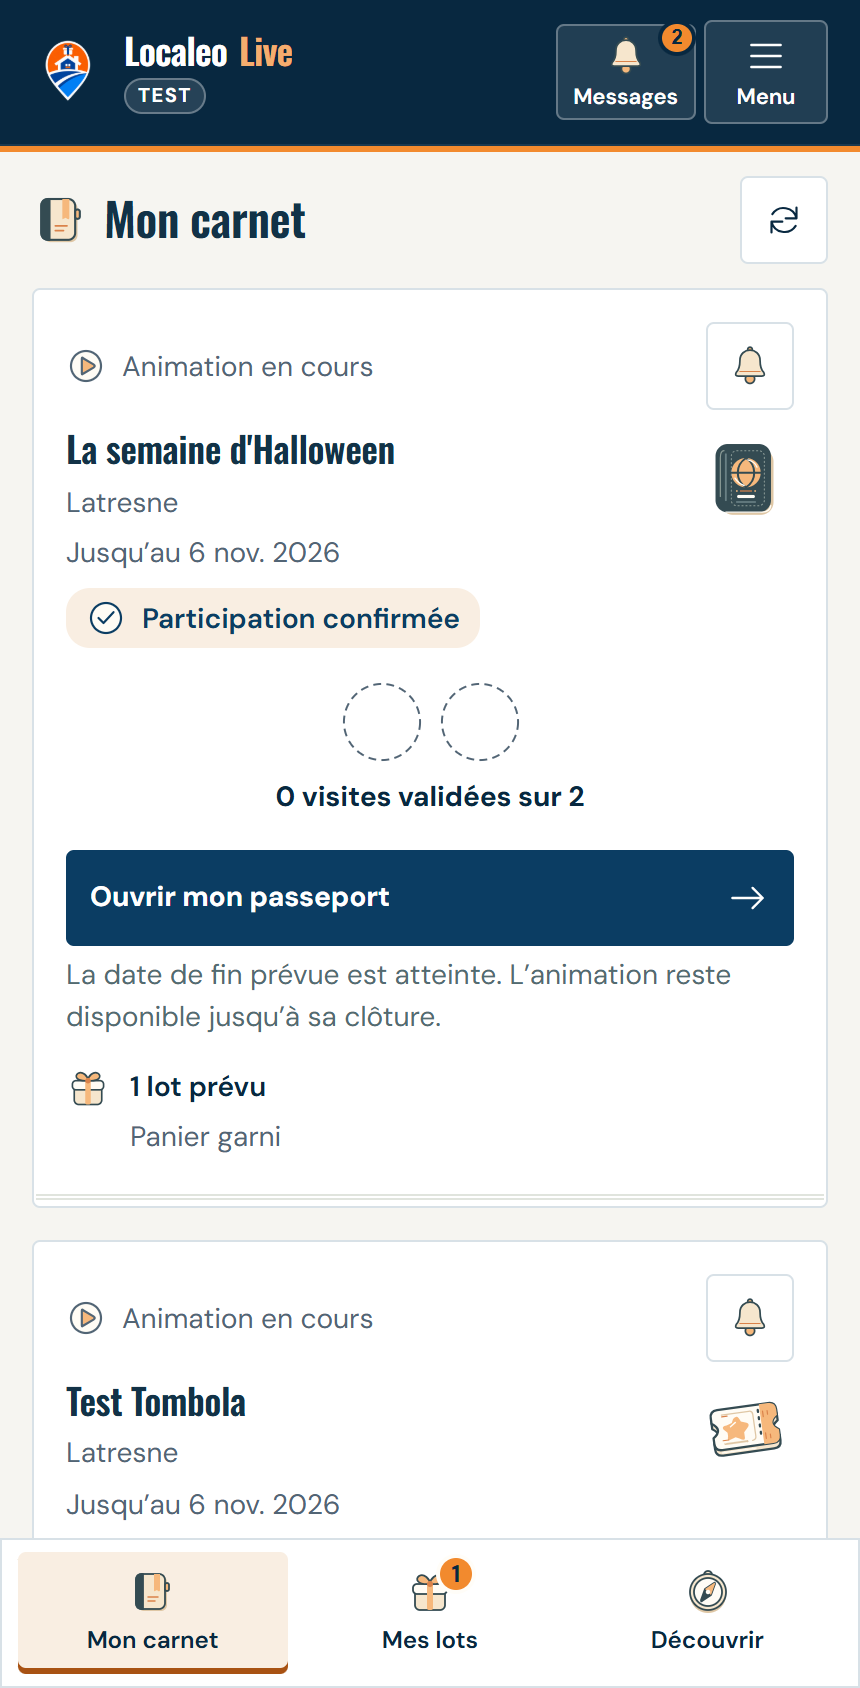 Localeo Live
TEST
2
Messages
Menu
Mon carnet
Animation en cours
La semaine d'Halloween
Latresne
Jusqu’au 6 nov. 2026
Participation confirmée
0 visites validées sur 2
Ouvrir mon passeport
La date de fin prévue est atteinte. L’animation reste
disponible jusqu’à sa clôture.
1 lot prévu
Panier garni
Animation en cours
Test Tombola
Latresne
Jusqu’au 6 nov. 2026
Mon carnet
1
Mes lots
Découvrir